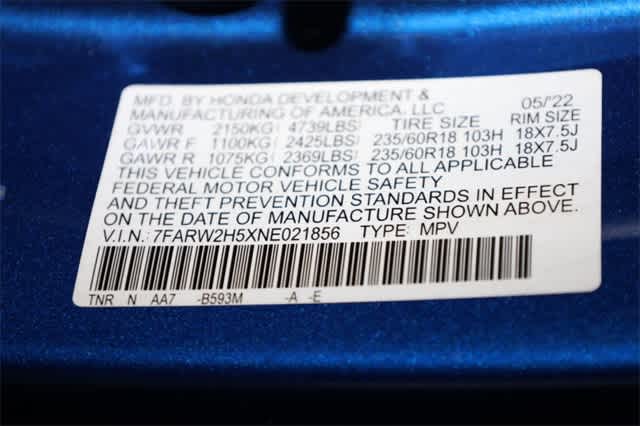 MFD. BY HONDA DEVELOPMENT &
MANUFACTURING OF AMERICA, LLC 05/'22
GVWR 2150KG( 4739LBS) TIRE SIZE RIM SIZE
GAWR F 1100KG( 2425LBS) 235/60R18 103H 18X7.5J
GAWR R 1075KG( 2369LBS) 235/60R18 103H 18X7.5J
THIS VEHICLE CONFORMS TO ALL APPLICABLE
FEDERAL MOTOR VEHICLE SAFETY
AND THEFT PREVENTION STANDARDS IN EFFECT
ON THE DATE OF MANUFACTURE SHOWN ABOVE.
V.I.N.: 7FARW2H5XNE021856 TYPE: MPV
TNR N AA7 -B593M -A -E